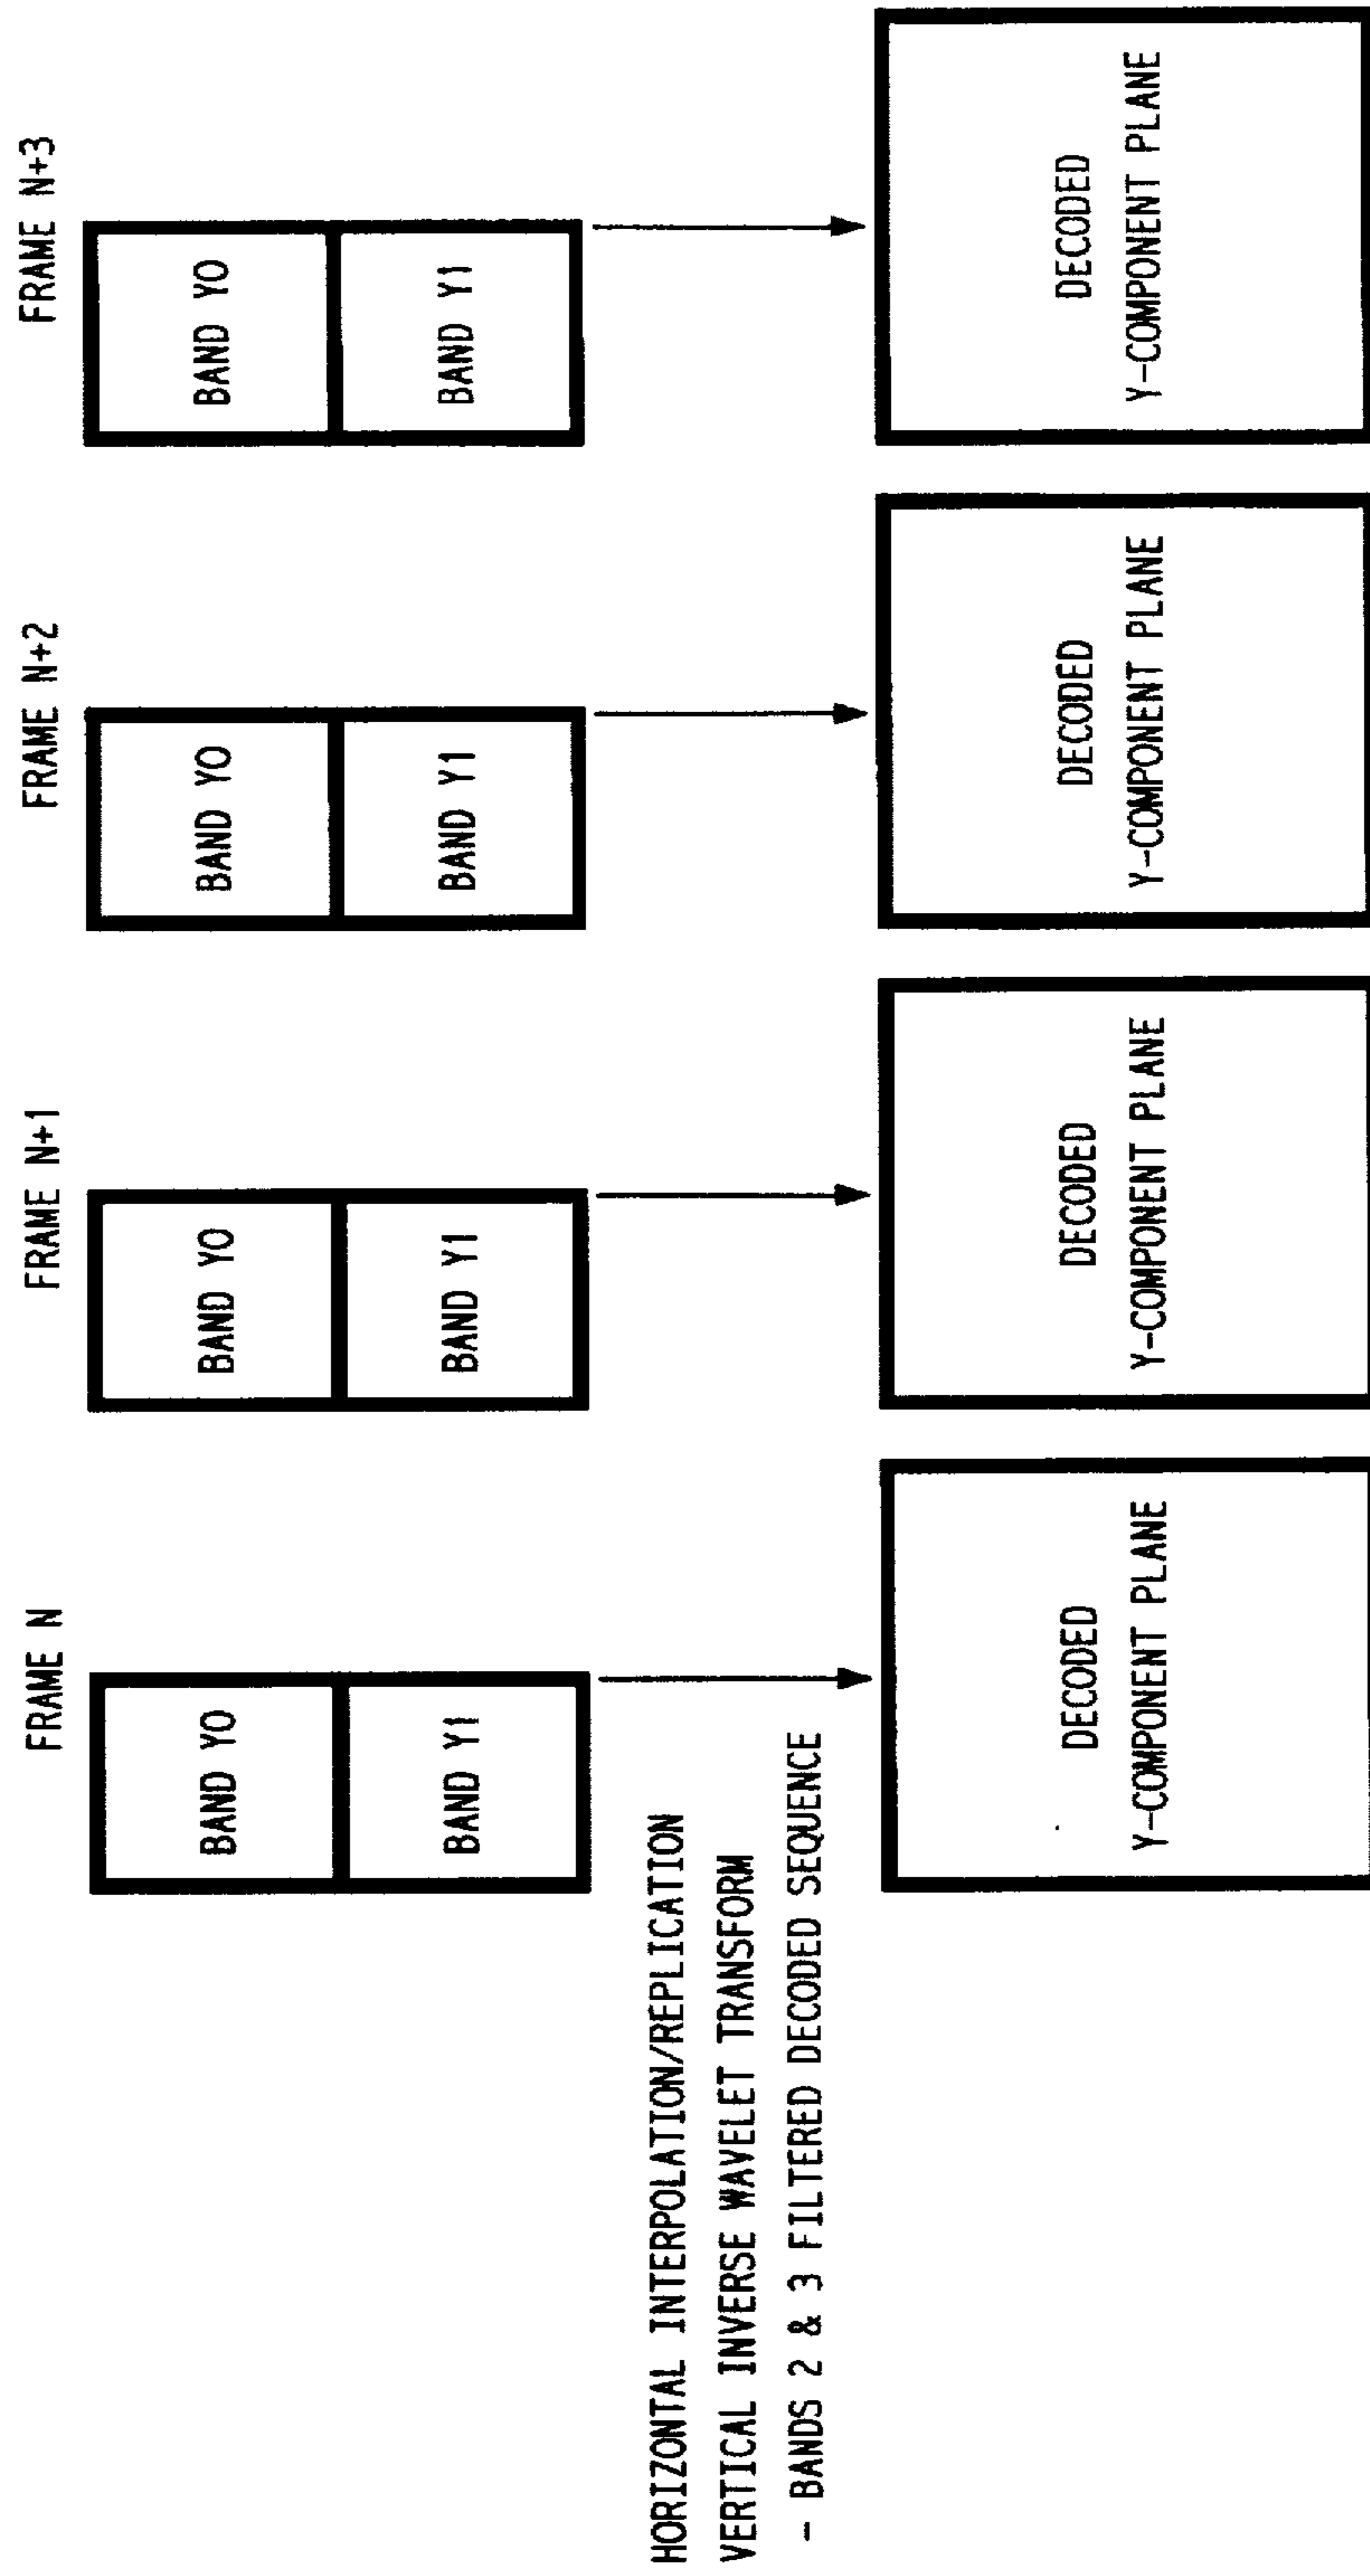 FRAME N
FRAME N+1
FRAME N+2
FRAME N+3
BAND Y0
BAND Y0
BAND Y0
BAND Y0
BAND Y1
BAND Y1
BAND Y1
BAND Y1
HORIZONTAL INTERPOLATION/REPLICATION
VERTICAL INVERSE WAVELET TRANSFORM
- BANDS 2 & 3 FILTERED DECODED SEQUENCE
DECODED
Y-COMPONENT PLANE
DECODED
Y-COMPONENT PLANE
DECODED
Y-COMPONENT PLANE
DECODED
Y-COMPONENT PLANE